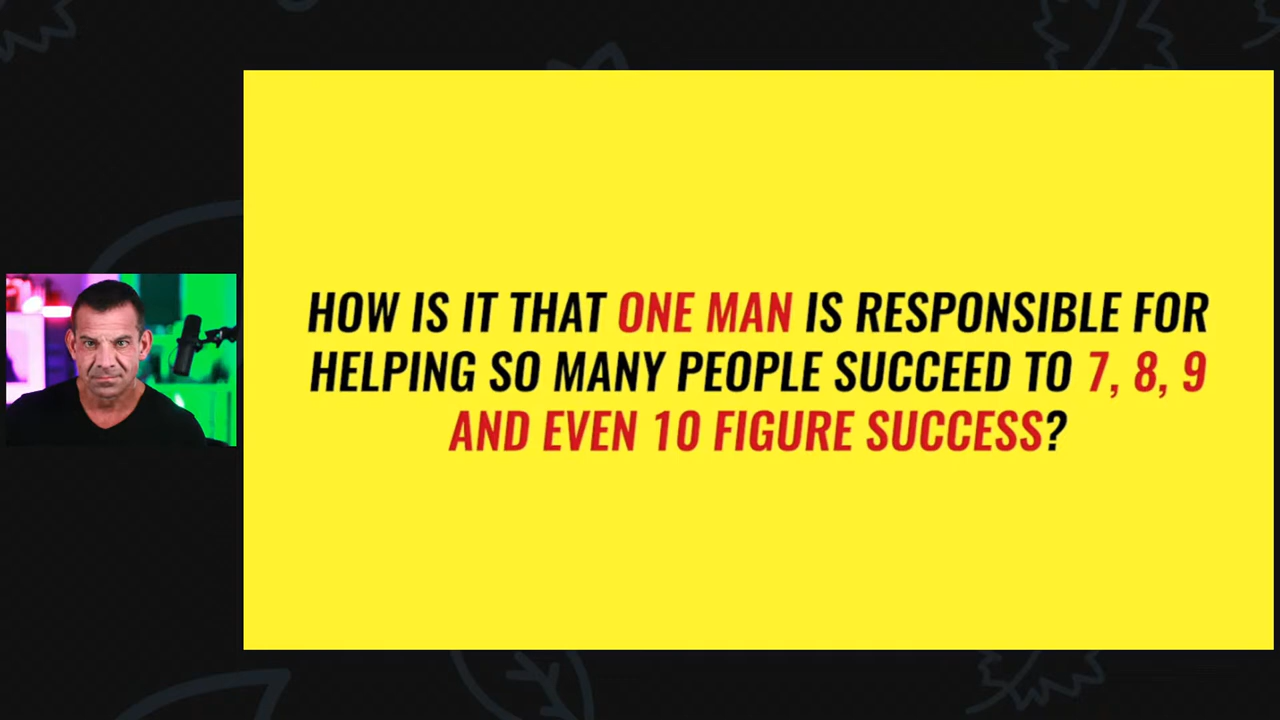 HOW IS IT THAT ONE MAN IS RESPONSIBLE FOR
HELPING SO MANY PEOPLE SUCCEED TO 7, 8, 9
AND EVEN 10 FIGURE SUCCESS?